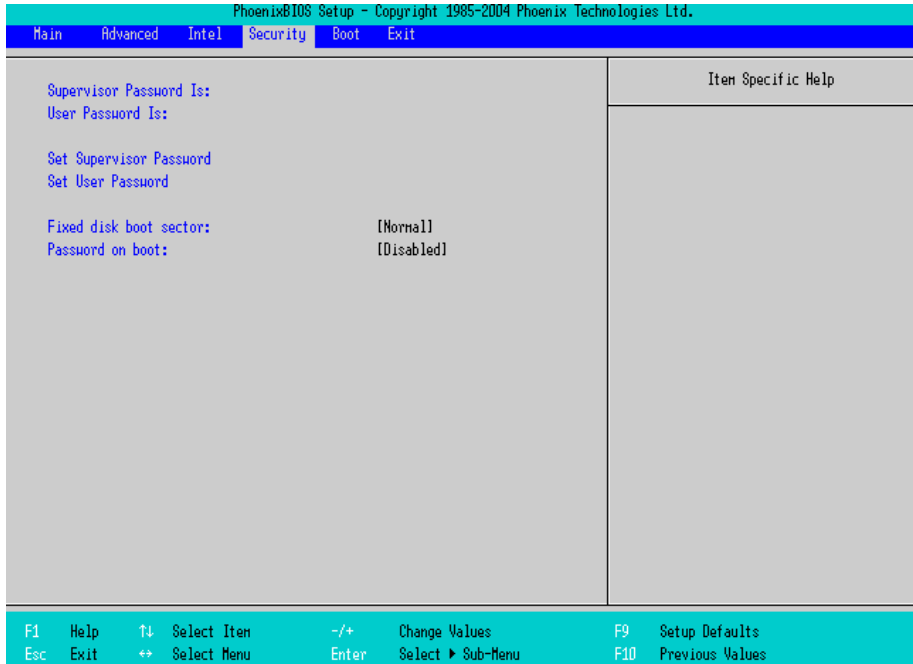 PhoenixBIOS Setup - Copyright 1985-2004 Phoenix Technologies Ltd.
Main Advanced Intel Security Boot Exit
Item Specific Help
Supervisor Password Is:
User Password Is:
Set Supervisor Password
Set User Password
Fixed disk boot sector: [Normal]
Password on boot: [Disabled]
F1 Help ↑↓ Select Item -/+ Change Values F9 Setup Defaults
Esc Exit ↔ Select Menu Enter Select ▶ Sub-Menu F10 Previous Values